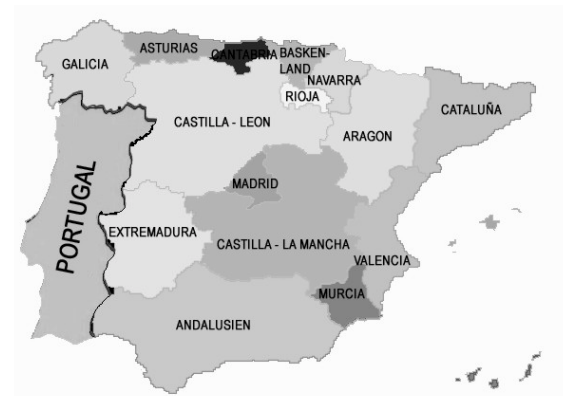 ASTURIAS
CANTABRIA
BASKEN-
LAND
GALICIA
NAVARRA
RIOJA
CATALUÑA
CASTILLA - LEON
ARAGON
MADRID
PORTUGAL
EXTREMADURA
CASTILLA - LA MANCHA
VALENCIA
MURCIA
ANDALUSIEN